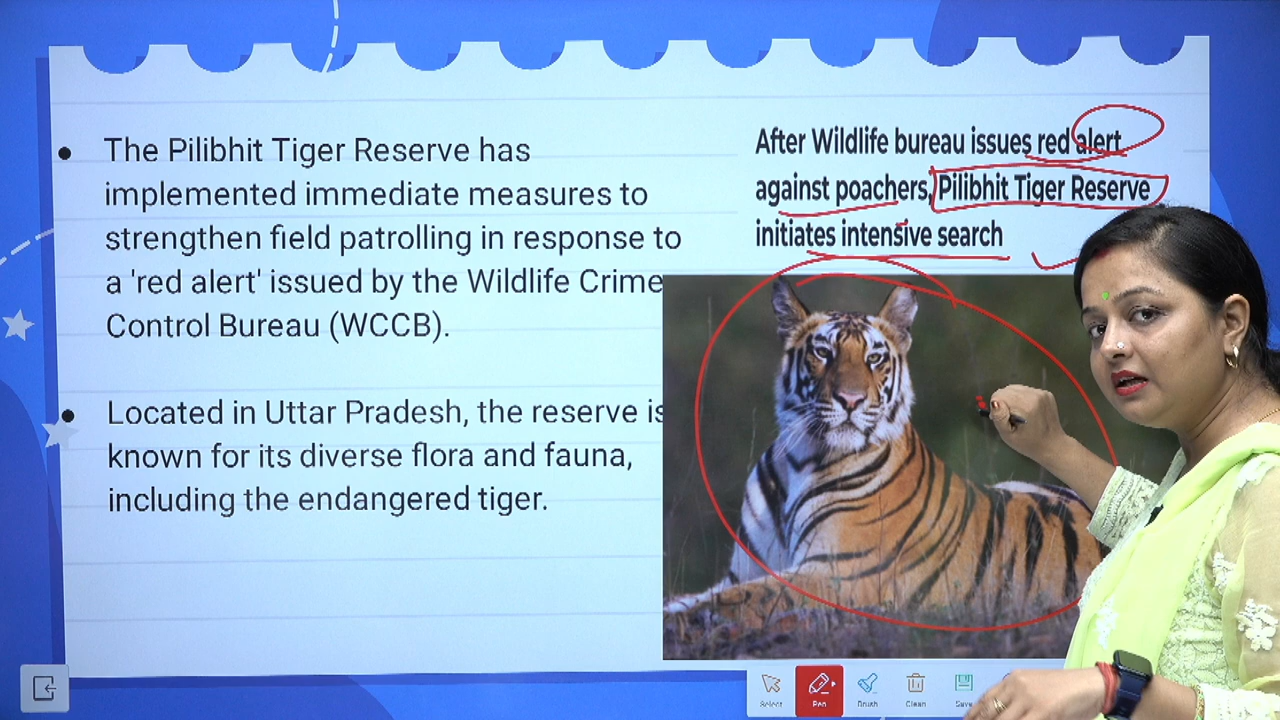 The Pilibhit Tiger Reserve has
implemented immediate measures to
strengthen field patrolling in response to
a 'red alert' issued by the Wildlife Crime
Control Bureau (WCCB).
Located in Uttar Pradesh, the reserve is
known for its diverse flora and fauna,
including the endangered tiger.
After Wildlife bureau issues red alert
against poachers, Pilibhit Tiger Reserve
initiates intensive search
Select
Pen
Brush
Clean
Save